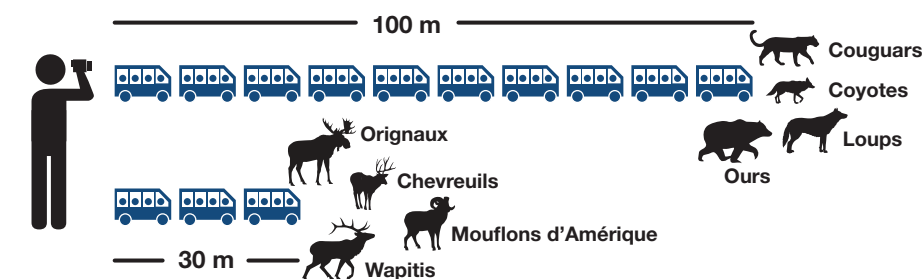 100 m
Couguars
Coyotes
Loups
Ours
Orignaux
Chevreuils
Mouflons d'Amérique
Wapitis
30 m